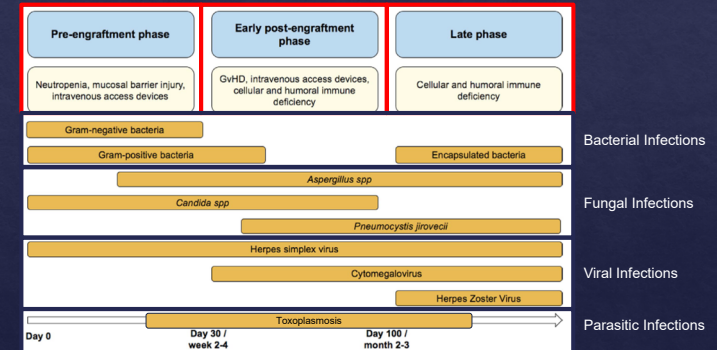 Pre-engraftment phase
Early post-engraftment
phase
Late phase
Neutropenia, mucosal barrier injury,
intravenous access devices
GvHD, intravenous access devices,
cellular and humoral immune
deficiency
Cellular and humoral immune
deficiency
Gram-negative bacteria
Gram-positive bacteria
Encapsulated bacteria
Bacterial Infections
Aspergillus spp
Candida spp
Pneumocystis jirovecii
Fungal Infections
Herpes simplex virus
Cytomegalovirus
Herpes Zoster Virus
Viral Infections
Toxoplasmosis
Parasitic Infections
Day 0
Day 30 /
week 2-4
Day 100 /
month 2-3